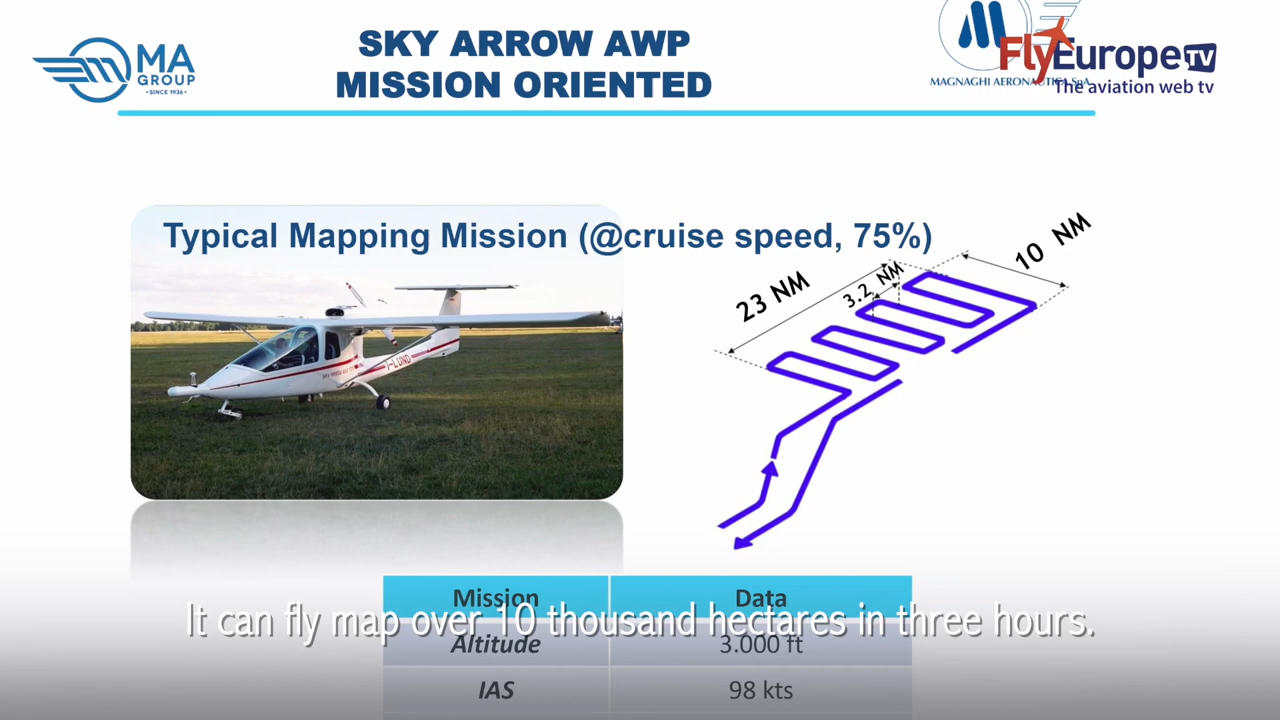 SKY ARROW AWP
MISSION ORIENTED
MA
GROUP
• SINCE 1936 •
MAGNAGHI AERONAUTICA SpA
FlyEurope TV
The aviation web tv
Typical Mapping Mission (@cruise speed, 75%)
23 NM
3.2 NM
10 NM
I-LUND
Mission Data
It can fly map over 10 thousand hectares in three hours.
Altitude 3.000 ft
IAS 98 kts